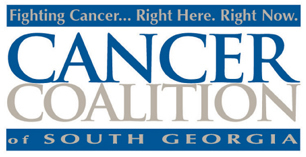 Fighting Cancer... Right Here. Right Now.
CANCER
COALITION
of SOUTH GEORGIA